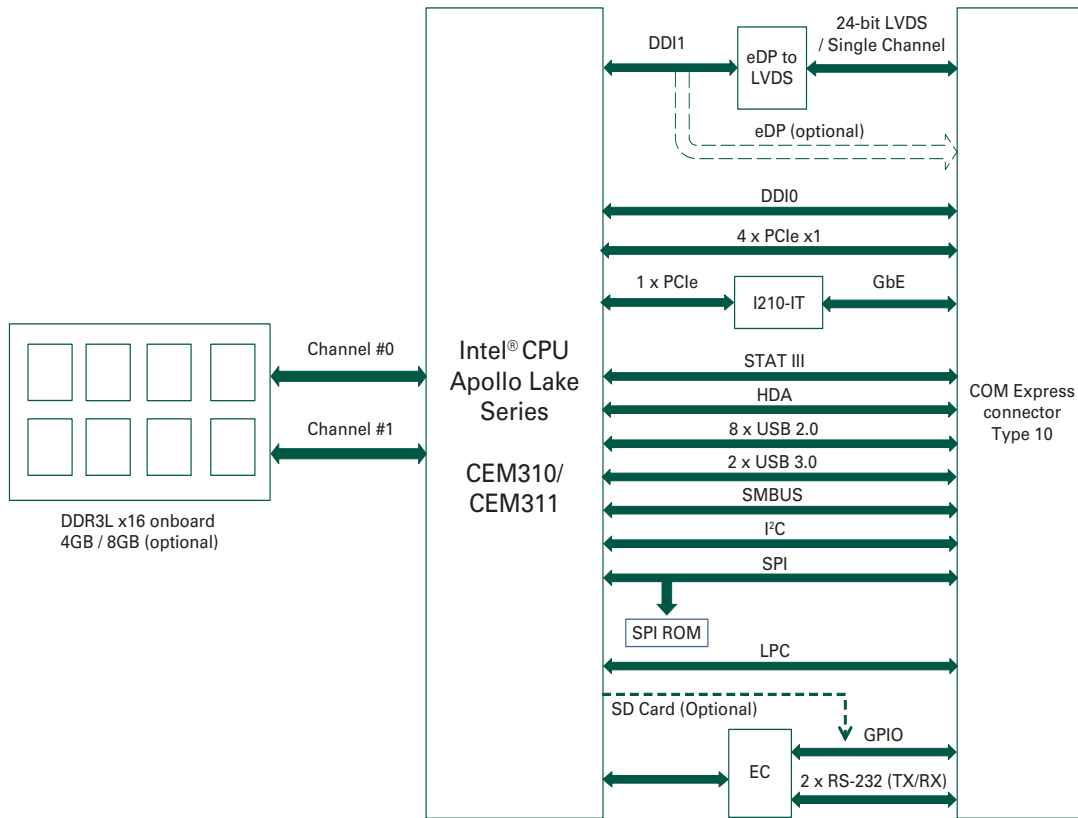 DDI1
eDP to
LVDS
24-bit LVDS
/ Single Channel
eDP (optional)
DDI0
4 x PCIe x1
1 x PCIe
I210-IT
GbE
Channel #0
Channel #1
DDR3L x16 onboard
4GB / 8GB (optional)
Intel® CPU
Apollo Lake
Series
CEM310/
CEM311
STAT III
HDA
8 x USB 2.0
2 x USB 3.0
SMBUS
I²C
SPI
SPI ROM
LPC
SD Card (Optional)
GPIO
EC
2 x RS-232 (TX/RX)
COM Express
connector
Type 10